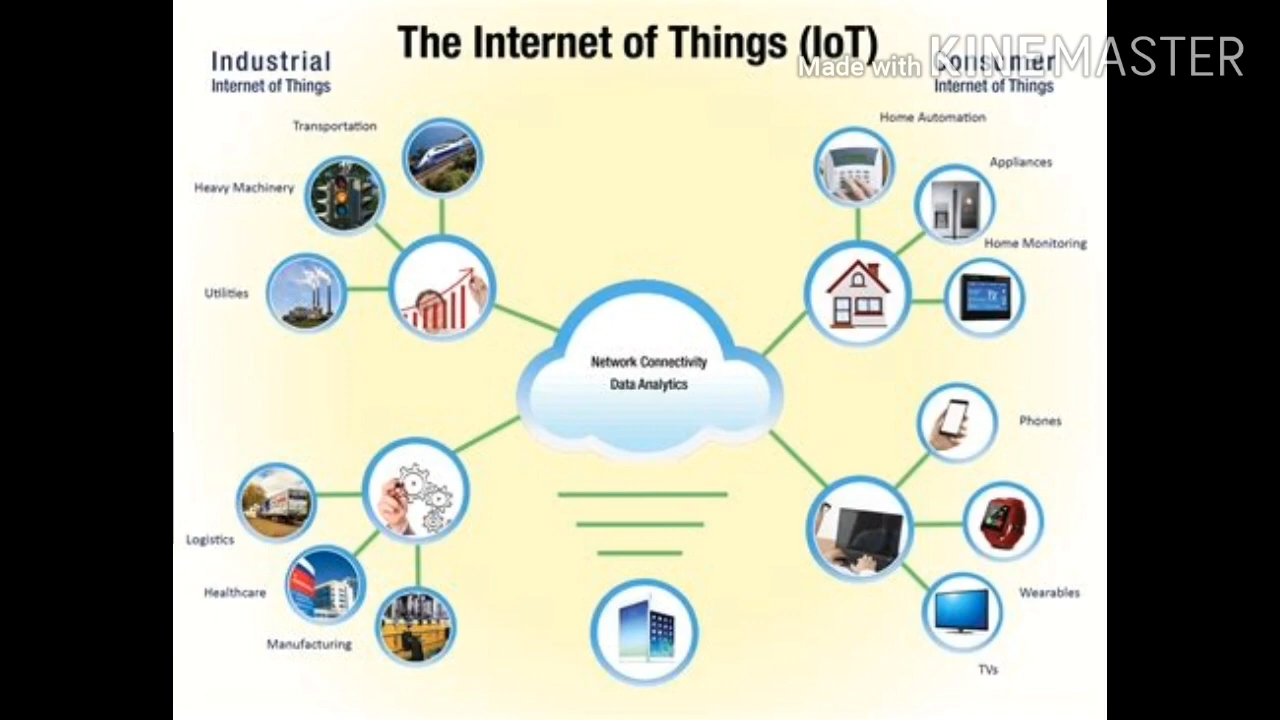 The Internet of Things (IoT)
Made with KINEMASTER
Industrial
Internet of Things
Consumer
Internet of Things
Transportation
Heavy Machinery
Utilities
Home Automation
Appliances
Home Monitoring
Network Connectivity
Data Analytics
Logistics
Healthcare
Manufacturing
Phones
Wearables
TVs